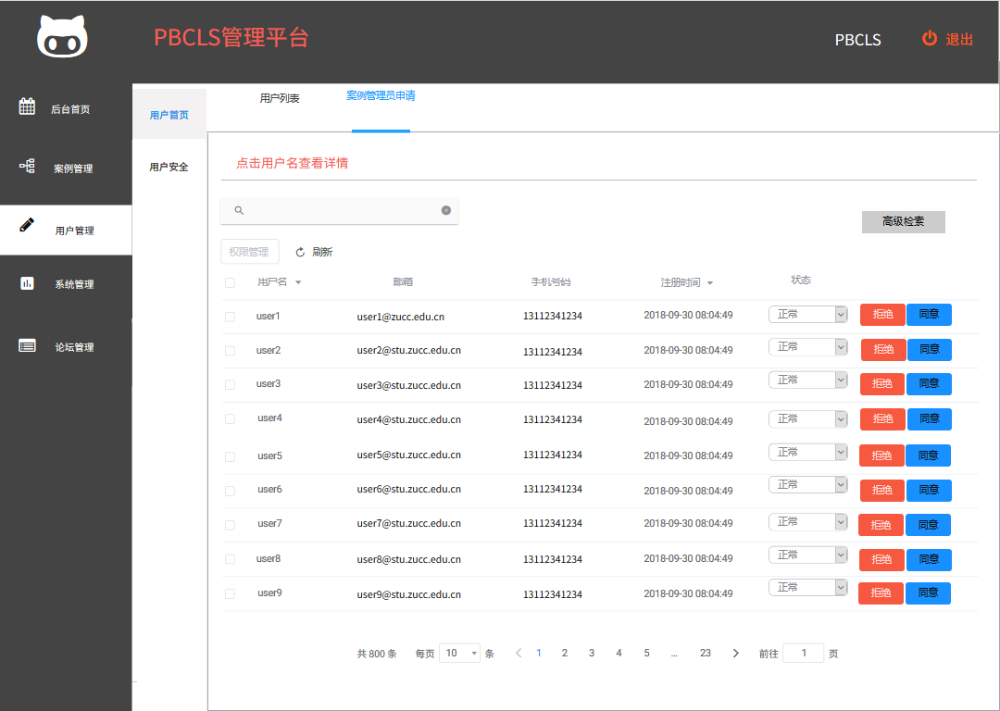 PBCLS管理平台
PBCLS 退出
后台首页
案例管理
用户管理
系统管理
论坛管理
用户首页
用户安全
用户列表 案例管理员申请
点击用户名查看详情
高级检索
权限管理 刷新
用户名 邮箱 手机号码 注册时间 状态
user1 user1@zucc.edu.cn 13112341234 2018-09-30 08:04:49 正常 拒绝 同意
user2 user2@stu.zucc.edu.cn 13112341234 2018-09-30 08:04:49 正常 拒绝 同意
user3 user3@stu.zucc.edu.cn 13112341234 2018-09-30 08:04:49 正常 拒绝 同意
user4 user4@stu.zucc.edu.cn 13112341234 2018-09-30 08:04:49 正常 拒绝 同意
user5 user5@stu.zucc.edu.cn 13112341234 2018-09-30 08:04:49 正常 拒绝 同意
user6 user6@stu.zucc.edu.cn 13112341234 2018-09-30 08:04:49 正常 拒绝 同意
user7 user7@stu.zucc.edu.cn 13112341234 2018-09-30 08:04:49 正常 拒绝 同意
user8 user8@stu.zucc.edu.cn 13112341234 2018-09-30 08:04:49 正常 拒绝 同意
user9 user9@stu.zucc.edu.cn 13112341234 2018-09-30 08:04:49 正常 拒绝 同意
共 800 条 每页 10 条 1 2 3 4 5 ... 23 前往 1 页